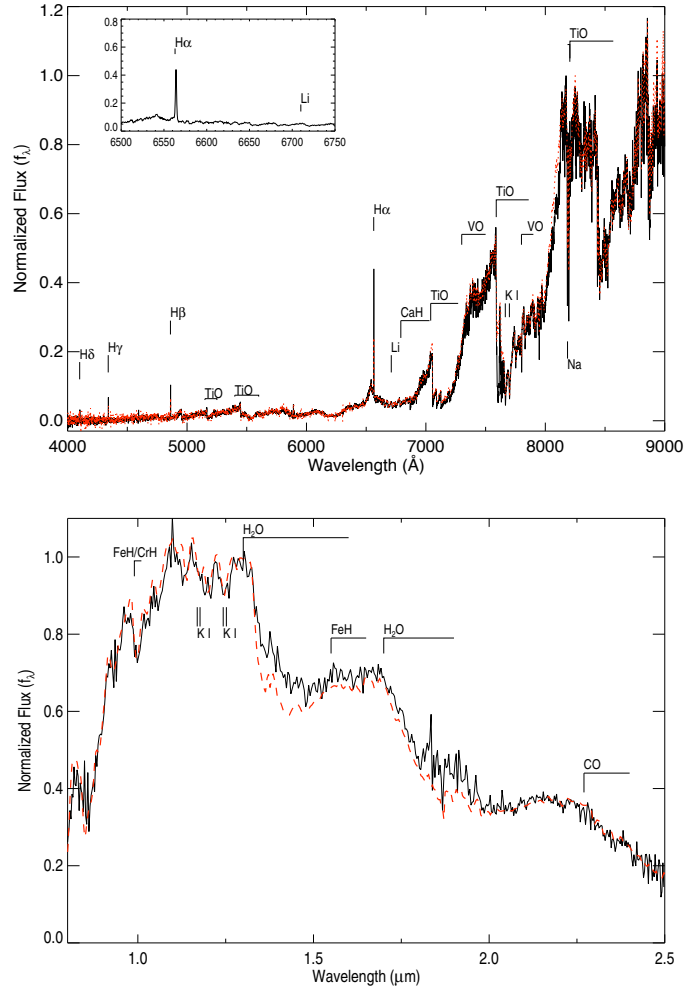 0.8
0.6
0.4
0.2
0.0
Hα
Li
6500 6550 6600 6650 6700 6750
Normalized Flux (fλ)
1.2
1.0
0.8
0.6
0.4
0.2
0.0
Hδ
Hγ
Hβ
TiO
TiO
Hα
Li
CaH
TiO
VO
TiO
K I
VO
TiO
Na
4000 5000 6000 7000 8000 9000
Wavelength (Å)
Normalized Flux (fλ)
1.0
0.8
0.6
0.4
0.2
0.0
FeH/CrH
K I
K I
H₂O
FeH
H₂O
CO
1.0 1.5 2.0 2.5
Wavelength (μm)